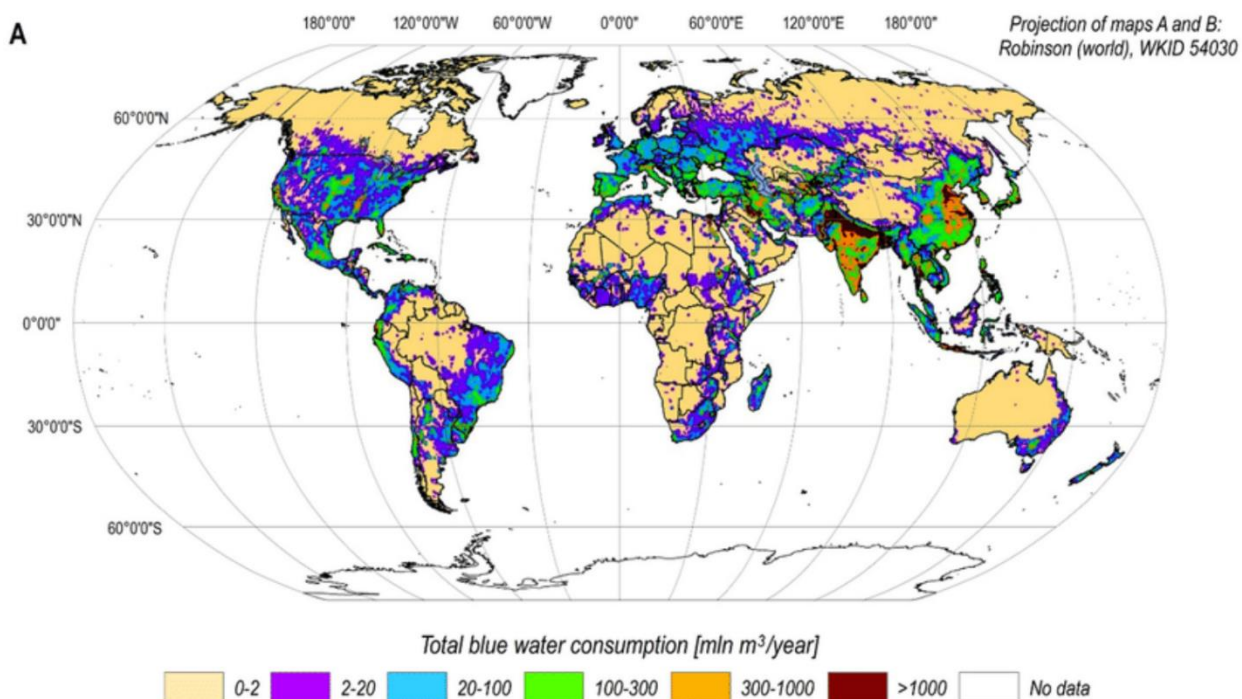 A
180°0'0" 120°0'0"W 60°0'0"W 0°0'0" 60°0'0"E 120°0'0"E 180°0'0"
Projection of maps A and B:
Robinson (world), WKID 54030
60°0'0"N
30°0'0"N
0°0'0"
30°0'0"S
60°0'0"S
Total blue water consumption [mln m³/year]
0-2 2-20 20-100 100-300 300-1000 >1000 No data